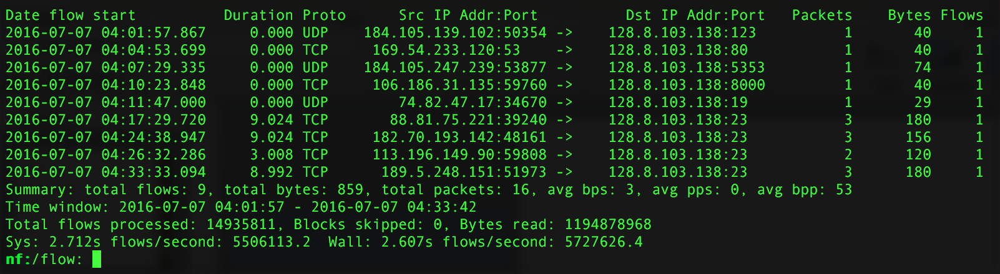 Date flow start          Duration Proto      Src IP Addr:Port          Dst IP Addr:Port   Packets    Bytes Flows
2016-07-07 04:01:57.867     0.000 UDP    184.105.139.102:50354 ->    128.8.103.138:123          1       40     1
2016-07-07 04:04:53.699     0.000 TCP     169.54.233.120:53    ->    128.8.103.138:80           1       40     1
2016-07-07 04:07:29.335     0.000 UDP    184.105.247.239:53877 ->    128.8.103.138:5353         1       74     1
2016-07-07 04:10:23.848     0.000 TCP     106.186.31.135:59760 ->    128.8.103.138:8000         1       40     1
2016-07-07 04:11:47.000     0.000 UDP        74.82.47.17:34670 ->    128.8.103.138:19           1       29     1
2016-07-07 04:17:29.720     9.024 TCP       88.81.75.221:39240 ->    128.8.103.138:23           3      180     1
2016-07-07 04:24:38.947     9.024 TCP     182.70.193.142:48161 ->    128.8.103.138:23           3      156     1
2016-07-07 04:26:32.286     3.008 TCP     113.196.149.90:59808 ->    128.8.103.138:23           2      120     1
2016-07-07 04:33:33.094     8.992 TCP      189.5.248.151:51973 ->    128.8.103.138:23           3      180     1
Summary: total flows: 9, total bytes: 859, total packets: 16, avg bps: 3, avg pps: 0, avg bpp: 53
Time window: 2016-07-07 04:01:57 - 2016-07-07 04:33:42
Total flows processed: 14935811, Blocks skipped: 0, Bytes read: 1194878968
Sys: 2.712s flows/second: 5506113.2  Wall: 2.607s flows/second: 5727626.4
nf:/flow: